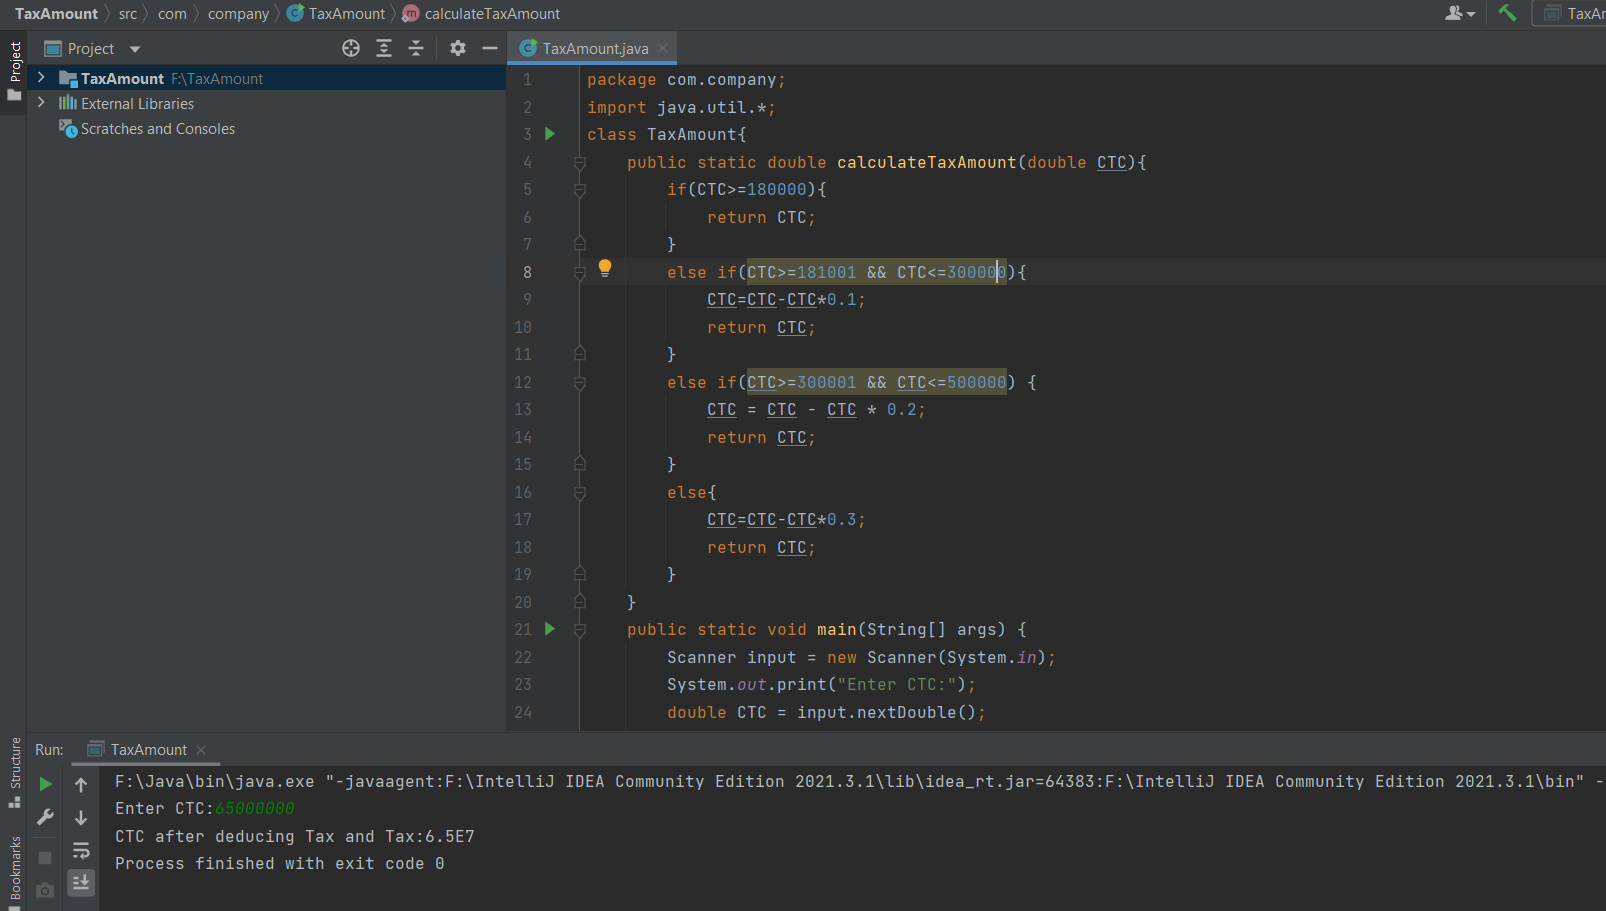 TaxAmount src com company TaxAmount calculateTaxAmount TaxAr
Project
Project
TaxAmount F:\TaxAmount
External Libraries
Scratches and Consoles
TaxAmount.java
1 package com.company;
2 import java.util.*;
3 class TaxAmount{
4 public static double calculateTaxAmount(double CTC){
5 if(CTC>=180000){
6 return CTC;
7 }
8 else if(CTC>=181001 && CTC<=300000){
9 CTC=CTC-CTC*0.1;
10 return CTC;
11 }
12 else if(CTC>=300001 && CTC<=500000) {
13 CTC = CTC - CTC * 0.2;
14 return CTC;
15 }
16 else{
17 CTC=CTC-CTC*0.3;
18 return CTC;
19 }
20 }
21 public static void main(String[] args) {
22 Scanner input = new Scanner(System.in);
23 System.out.print("Enter CTC:");
24 double CTC = input.nextDouble();
Structure
Bookmarks
Run: TaxAmount
F:\Java\bin\java.exe "-javaagent:F:\IntelliJ IDEA Community Edition 2021.3.1\lib\idea_rt.jar=64383:F:\IntelliJ IDEA Community Edition 2021.3.1\bin" -
Enter CTC:65000000
CTC after deducing Tax and Tax:6.5E7
Process finished with exit code 0